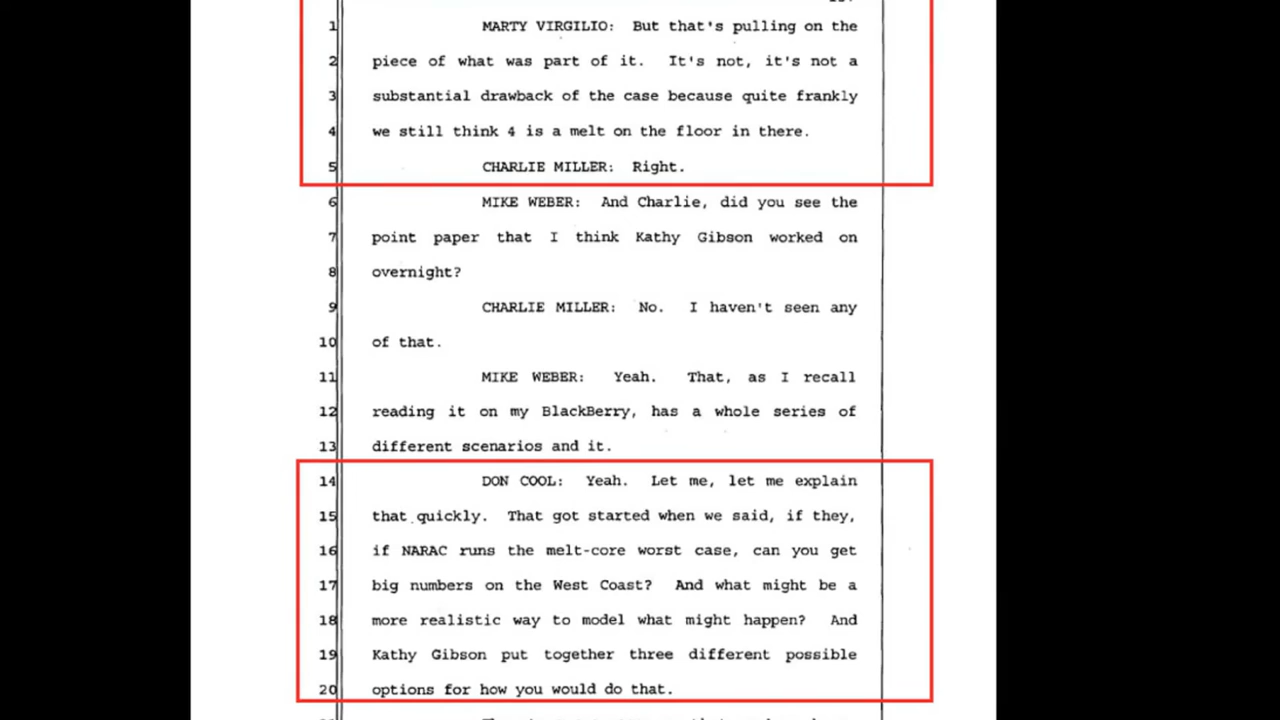 1 MARTY VIRGILIO: But that's pulling on the
2 piece of what was part of it. It's not, it's not a
3 substantial drawback of the case because quite frankly
4 we still think 4 is a melt on the floor in there.
5 CHARLIE MILLER: Right.
6 MIKE WEBER: And Charlie, did you see the
7 point paper that I think Kathy Gibson worked on
8 overnight?
9 CHARLIE MILLER: No. I haven't seen any
10 of that.
11 MIKE WEBER: Yeah. That, as I recall
12 reading it on my BlackBerry, has a whole series of
13 different scenarios and it.
14 DON COOL: Yeah. Let me, let me explain
15 that quickly. That got started when we said, if they,
16 if NARAC runs the melt-core worst case, can you get
17 big numbers on the West Coast? And what might be a
18 more realistic way to model what might happen? And
19 Kathy Gibson put together three different possible
20 options for how you would do that.